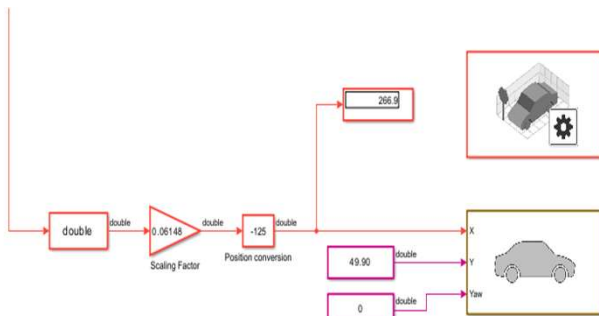 266.9
double
double
0.06148
double
-125
double
Scaling Factor
Position conversion
X
49.90
double
Y
0
double
Yaw